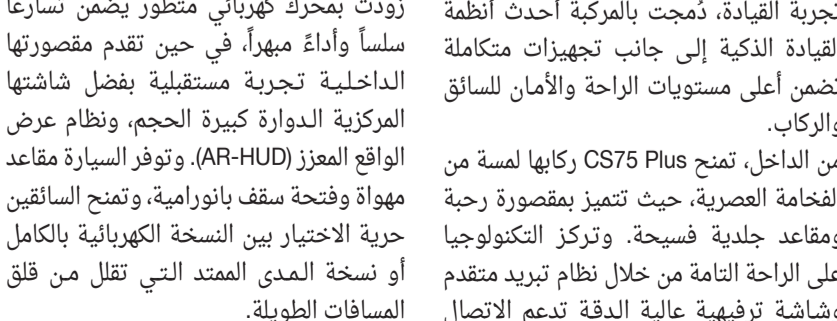 تجربة القيادة، دُمجت بالمركبة أحدث أنظمة
القيادة الذكية إلى جانب تجهيزات متكاملة
تضمن أعلى مستويات الراحة والأمان للسائق
والركاب.
من الداخل، تمنح CS75 Plus ركابها لمسة من
الفخامة العصرية، حيث تتميز بمقصورة رحبة
ومقاعد جلدية فسيحة. وتركز التكنولوجيا
على الراحة التامة من خلال نظام تبريد متقدم
وشاشة ترفيهية عالية الدقة تدعم الاتصال
زودت بمحرك كهربائي متطور يضمن تسارعاً
سلساً وأداءً مبهراً، في حين تقدم مقصورتها
الداخلية تجربة مستقبلية بفضل شاشتها
المركزية الدوارة كبيرة الحجم، ونظام عرض
الواقع المعزز (AR-HUD). وتوفر السيارة مقاعد
مهواة وفتحة سقف بانورامية، وتمنح السائقين
حرية الاختيار بين النسخة الكهربائية بالكامل
أو نسخة المدى الممتد التي تقلل من قلق
المسافات الطويلة.